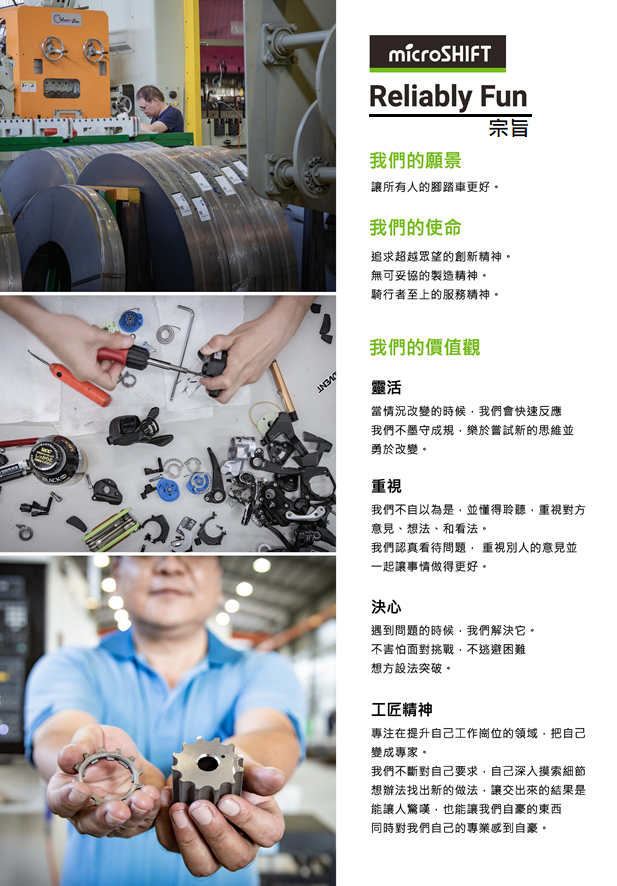 microSHIFT
Reliably Fun
宗旨
我們的願景
讓所有人的腳踏車更好。
我們的使命
追求超越眾望的創新精神。
無可妥協的製造精神。
騎行者至上的服務精神。
我們的價值觀
靈活
當情況改變的時候，我們會快速反應
我們不墨守成規，樂於嘗試新的思維並
勇於改變。
重視
我們不自以為是，並懂得聆聽，重視對方
意見、想法、和看法。
我們認真看待問題， 重視別人的意見並
一起讓事情做得更好。
決心
遇到問題的時候，我們解決它。
不害怕面對挑戰，不逃避困難
想方設法突破。
工匠精神
專注在提升自己工作崗位的領域，把自己
變成專家。
我們不斷對自己要求，自己深入摸索細節
想辦法找出新的做法，讓交出來的結果是
能讓人驚嘆，也能讓我們自豪的東西
同時對我們自己的專業感到自豪。